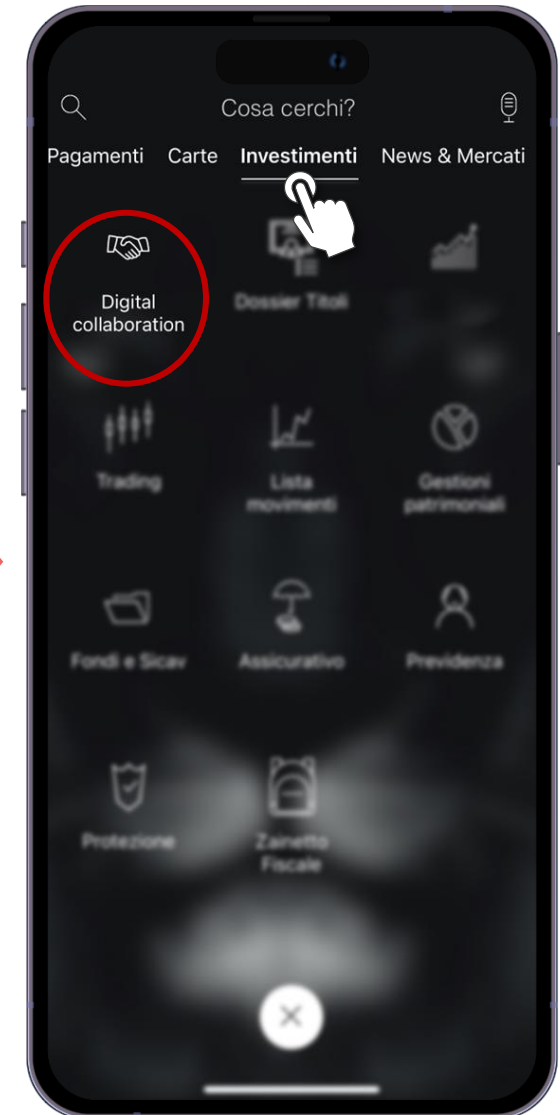 Cosa cerchi?
Pagamenti Carte Investimenti News & Mercati
Digital
collaboration
Dossier Titoli
Trading
Lista
movimenti
Gestioni
patrimoniali
Fondi e Sicav
Assicurativo
Previdenza
Protezione
Zainetto
Fiscale